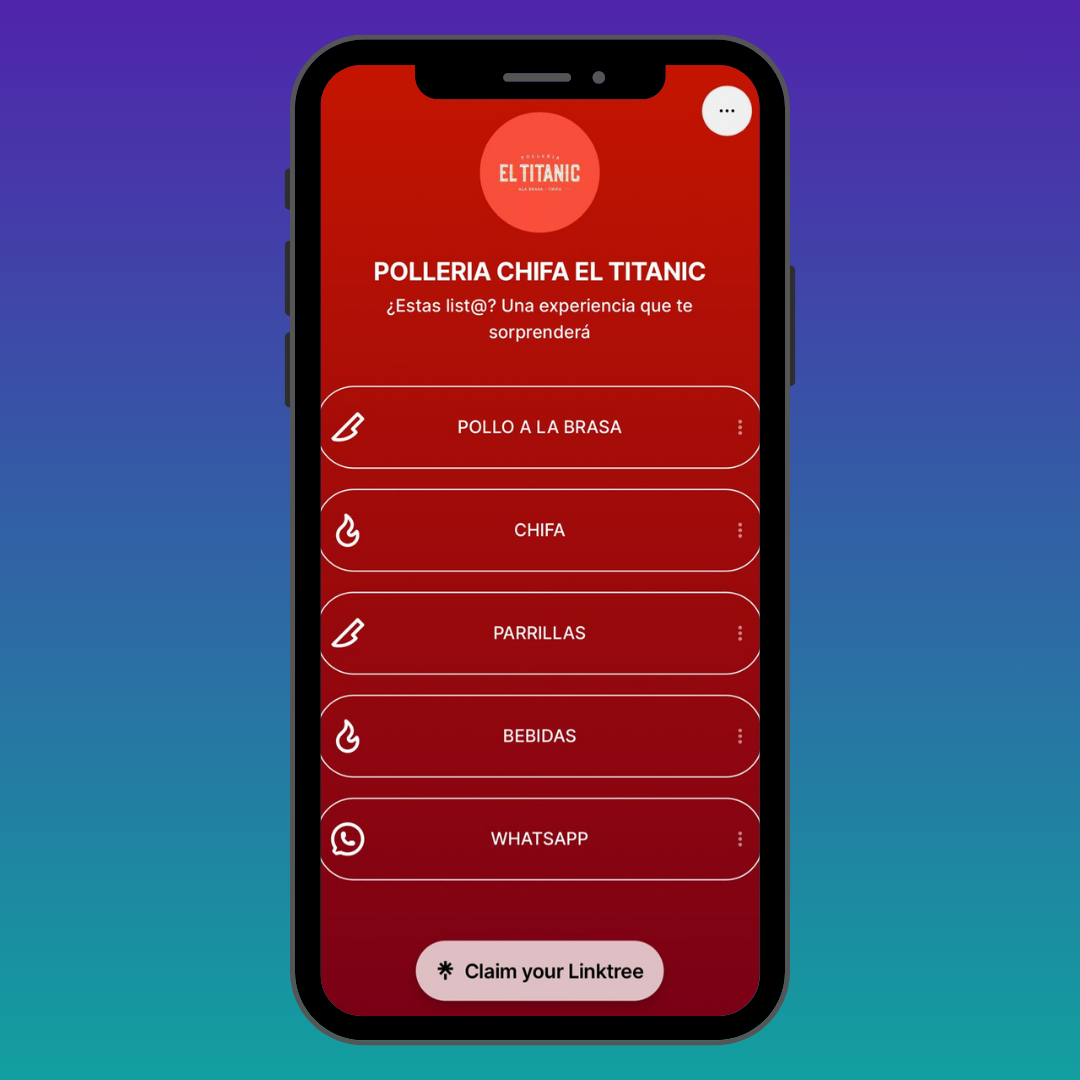 POLLERIA
EL TITANIC
ALA BRASA - CHIFA
POLLERIA CHIFA EL TITANIC
¿Estas list@? Una experiencia que te
sorprenderá
POLLO A LA BRASA
CHIFA
PARRILLAS
BEBIDAS
WHATSAPP
Claim your Linktree